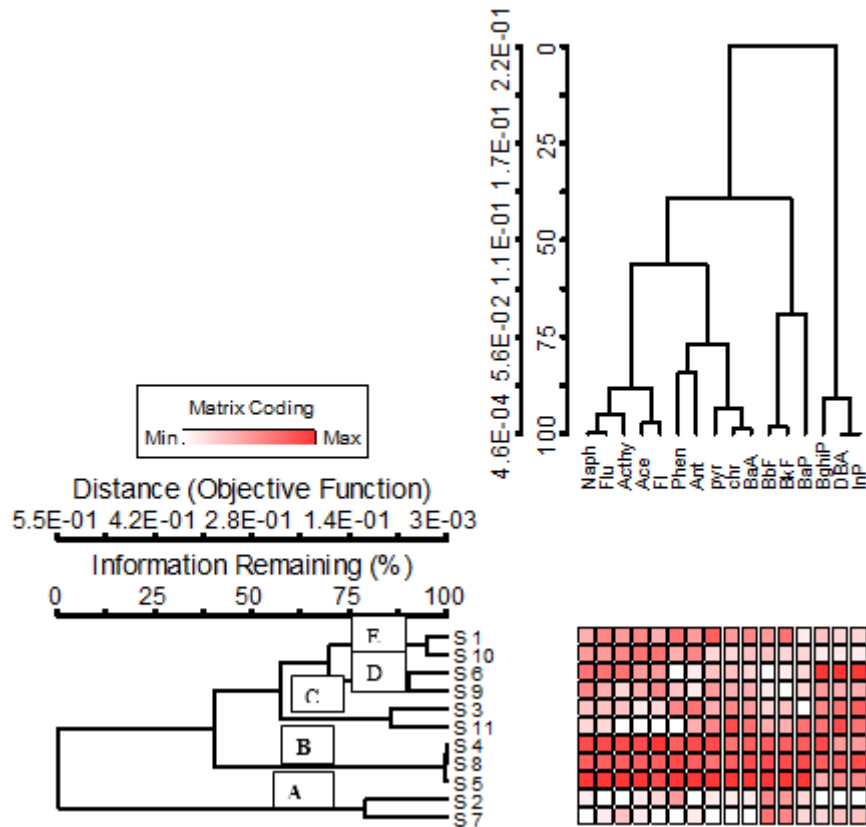 2.2E-01
1.7E-01
1.1E-01
5.6E-02
4.6E-04
0
25
50
75
100
Naph
Flu
Acthy
Ace
Fl
Phen
Ant
pyr
chr
BaA
BbF
BkF
BaP
BghiP
DBA
InP
Matrix Coding
Min. Max
Distance (Objective Function)
5.5E-01 4.2E-01 2.8E-01 1.4E-01 3E-03
Information Remaining (%)
0 25 50 75 100
E
D
C
B
A
S 1
S 10
S 6
S 9
S 3
S 11
S 4
S 8
S 5
S 2
S 7